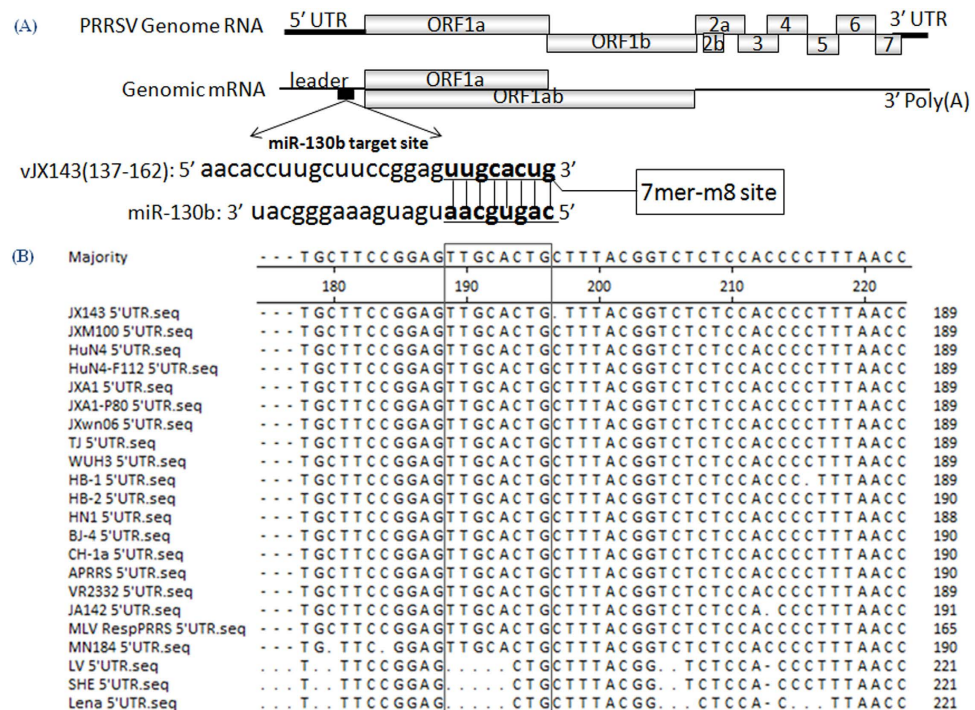 (A)
PRRSV Genome RNA
5' UTR
ORF1a
ORF1b
2a
2b
3
4
5
6
7
3' UTR
Genomic mRNA
leader
ORF1a
ORF1ab
3' Poly(A)
miR-130b target site
vJX143(137-162): 5' aacaccuugcuuccggaguugcacug 3'
7mer-m8 site
miR-130b: 3' uacgggaaaguaguaacgugac 5'
(B)
Majority - - - TGCTTCCGGAGTTGCACTGCTTTACGGTCTCTCCACCCCTTTAACC
180 190 200 210 220
JX143 5'UTR.seq - - - TGCTTCCGGAGTTGCACTG.TTTACGGTCTCTCCACCCCTTTAACC 189
JXM100 5'UTR.seq - - - TGCTTCCGGAGTTGCACTGCTTTACGGTCTCTCCACCCCTTTAACC 189
HuN4 5'UTR.seq - - - TGCTTCCGGAGTTGCACTGCTTTACGGTCTCTCCACCCCTTTAACC 189
HuN4-F112 5'UTR.seq - - - TGCTTCCGGAGTTGCACTGCTTTACGGTCTCTCCACCCCTTTAACC 189
JXA1 5'UTR.seq - - - TGCTTCCGGAGTTGCACTGCTTTACGGTCTCTCCACCCCTTTAACC 189
JXA1-P80 5'UTR.seq - - - TGCTTCCGGAGTTGCACTGCTTTACGGTCTCTCCACCCCTTTAACC 189
JXwn06 5'UTR.seq - - - TGCTTCCGGAGTTGCACTGCTTTACGGTCTCTCCACCCCTTTAACC 189
TJ 5'UTR.seq - - - TGCTTCCGGAGTTGCACTGCTTTACGGTCTCTCCACCCCTTTAACC 189
WUH3 5'UTR.seq - - - TGCTTCCGGAGTTGCACTGCTTTACGGTCTCTCCACCCCTTTAACC 189
HB-1 5'UTR.seq - - - TGCTTCCGGAGTTGCACTGCTTTACGGTCTCTCCACCC.TTTAACC 189
HB-2 5'UTR.seq - - - TGCTTCCGGAGTTGCACTGCTTTACGGTCTCTCCACCCCTTTAACC 190
HN1 5'UTR.seq - - - TGCTTCCGGAGTTGCACTGCTTTACGGTCTCTCCACCCCTTTAACC 188
BJ-4 5'UTR.seq - - - TGCTTCCGGAGTTGCACTGCTTTACGGTCTCTCCACCCCTTTAACC 190
CH-1a 5'UTR.seq - - - TGCTTCCGGAGTTGCACTGCTTTACGGTCTCTCCACCCCTTTAACC 190
APRRS 5'UTR.seq - - - TGCTTCCGGAGTTGCACTGCTTTACGGTCTCTCCACCCCTTTAACC 190
VR2332 5'UTR.seq - - - TGCTTCCGGAGTTGCACTGCTTTACGGTCTCTCCACCCCTTTAACC 189
JA142 5'UTR.seq - - - TGCTTCCGGAGTTGCACTGCTTTACGGTCTCTCCA.CCCTTTAACC 191
MLV RespPRRS 5'UTR.seq - - - TGCTTCCGGAGTTGCACTGCTTTACGGTCTCTCCACCCCTTTAACC 165
MN184 5'UTR.seq - - - TG.TTC.GGAGTTGCACTGCTTTACGGTCTCTCCACCCCTTTAACC 190
LV 5'UTR.seq . . . T..TTCCGGAG.....CTGCTTTACGG..TCTCCA-CCCTTTAACC 221
SHE 5'UTR.seq . . . T..TTCCGGAG.....CTGCTTTACGG..TCTCCA-CCCTTTAACC 221
Lena 5'UTR.seq . . . T..TTCCGGAG.....CTGCTTTACGG..TCTCCA-C...TTTAACC 221